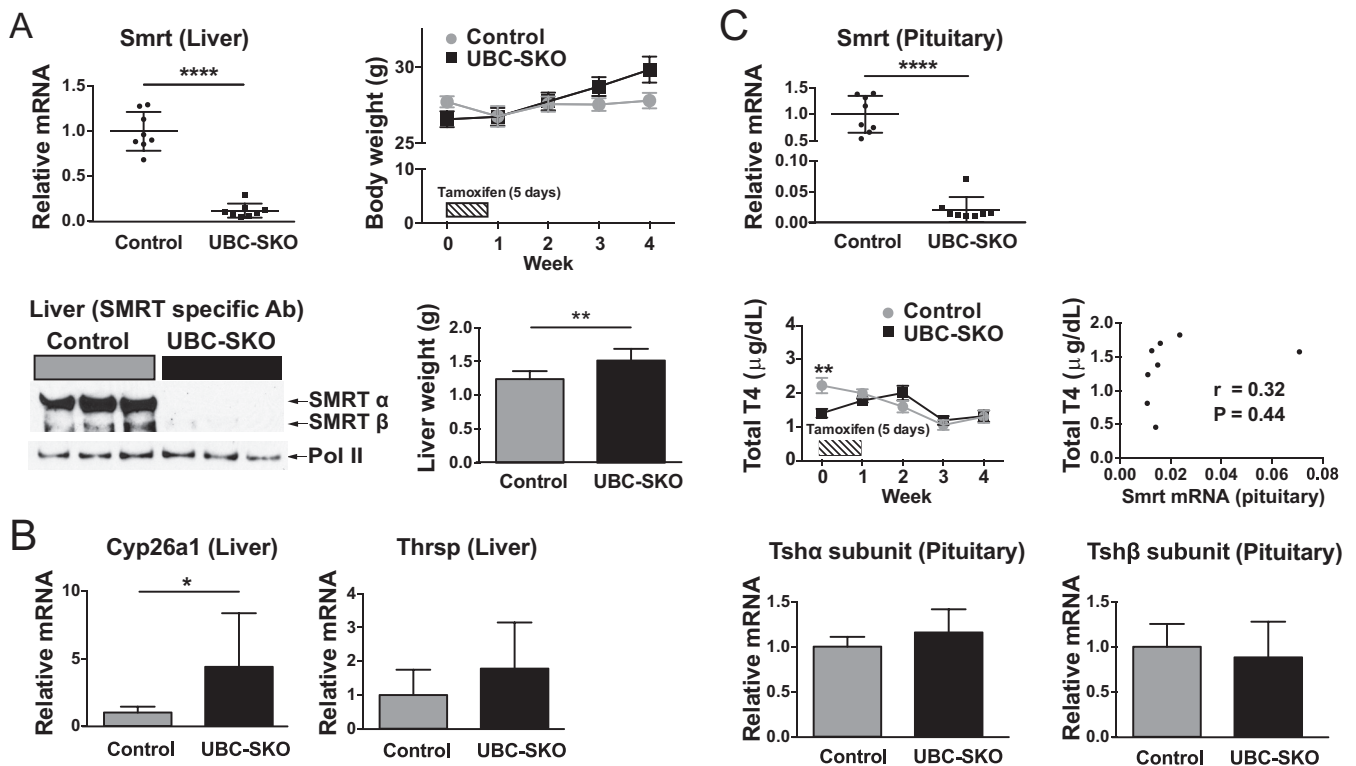 A
Smrt (Liver)
Relative mRNA
1.5
1.0
0.5
0.0
****
Control
UBC-SKO
Body weight (g)
30
25
10
0
Control
UBC-SKO
Tamoxifen (5 days)
0 1 2 3 4
Week
Liver (SMRT specific Ab)
Control
UBC-SKO
SMRT α
SMRT β
Pol II
Liver weight (g)
2.0
1.5
1.0
0.5
0.0
**
Control
UBC-SKO
B
Cyp26a1 (Liver)
Relative mRNA
10
5
0
*
Control
UBC-SKO
Thrsp (Liver)
Relative mRNA
4
3
2
1
0
Control
UBC-SKO
C
Smrt (Pituitary)
Relative mRNA
1.5
1.0
0.5
0.10
0.05
0.00
****
Control
UBC-SKO
Total T4 (μ g/dL)
4
3
2
1
0
Control
UBC-SKO
**
Tamoxifen (5 days)
0 1 2 3 4
Week
Total T4 (μ g/dL)
2.0
1.5
1.0
0.5
0.0
r = 0.32
P = 0.44
0.00 0.02 0.04 0.06 0.08
Smrt mRNA (pituitary)
Tshα subunit (Pituitary)
Relative mRNA
1.5
1.0
0.5
0.0
Control
UBC-SKO
Tshβ subunit (Pituitary)
Relative mRNA
1.5
1.0
0.5
0.0
Control
UBC-SKO